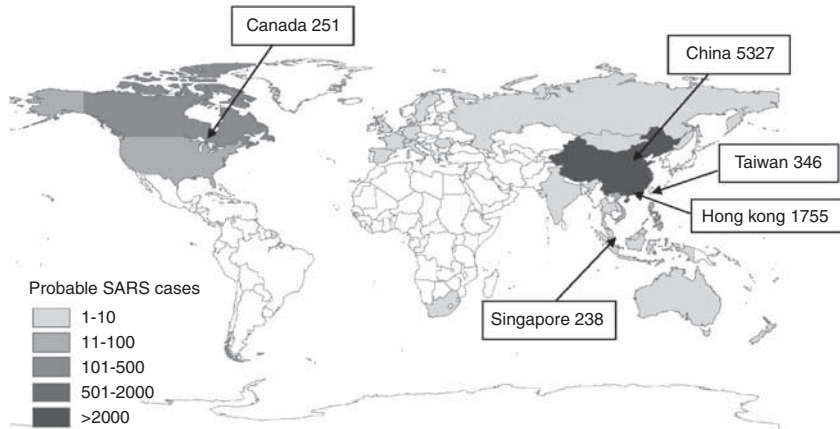 Canada 251
China 5327
Taiwan 346
Hong kong 1755
Singapore 238
Probable SARS cases
1-10
11-100
101-500
501-2000
>2000